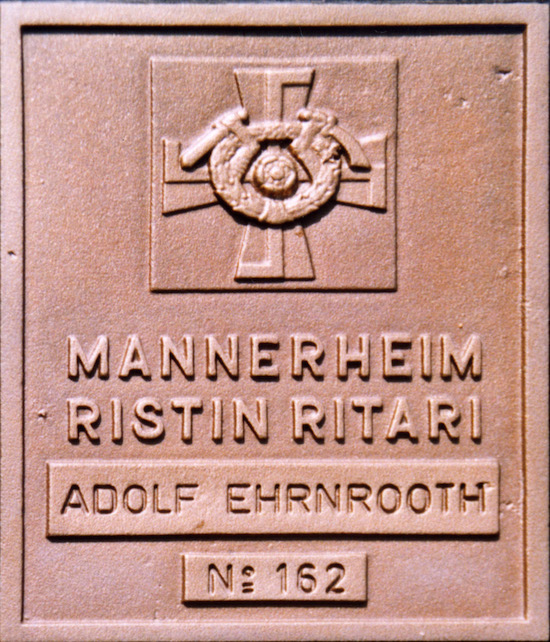 MANNERHEIM
RISTIN RITARI
ADOLF EHRNROOTH
Nº 162